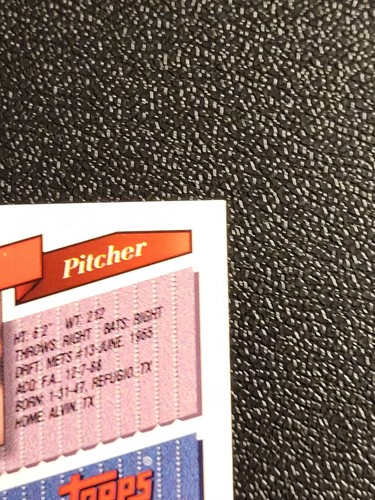 Pitcher
HT: 6'2" WT: 212
THROWS: RIGHT BATS: RIGHT
DRFT: METS #13-JUNE, 1965
ACQ: F.A., 12-7-88
BORN: 1-31-47, REFUGIO, TX
HOME: ALVIN, TX
Topps